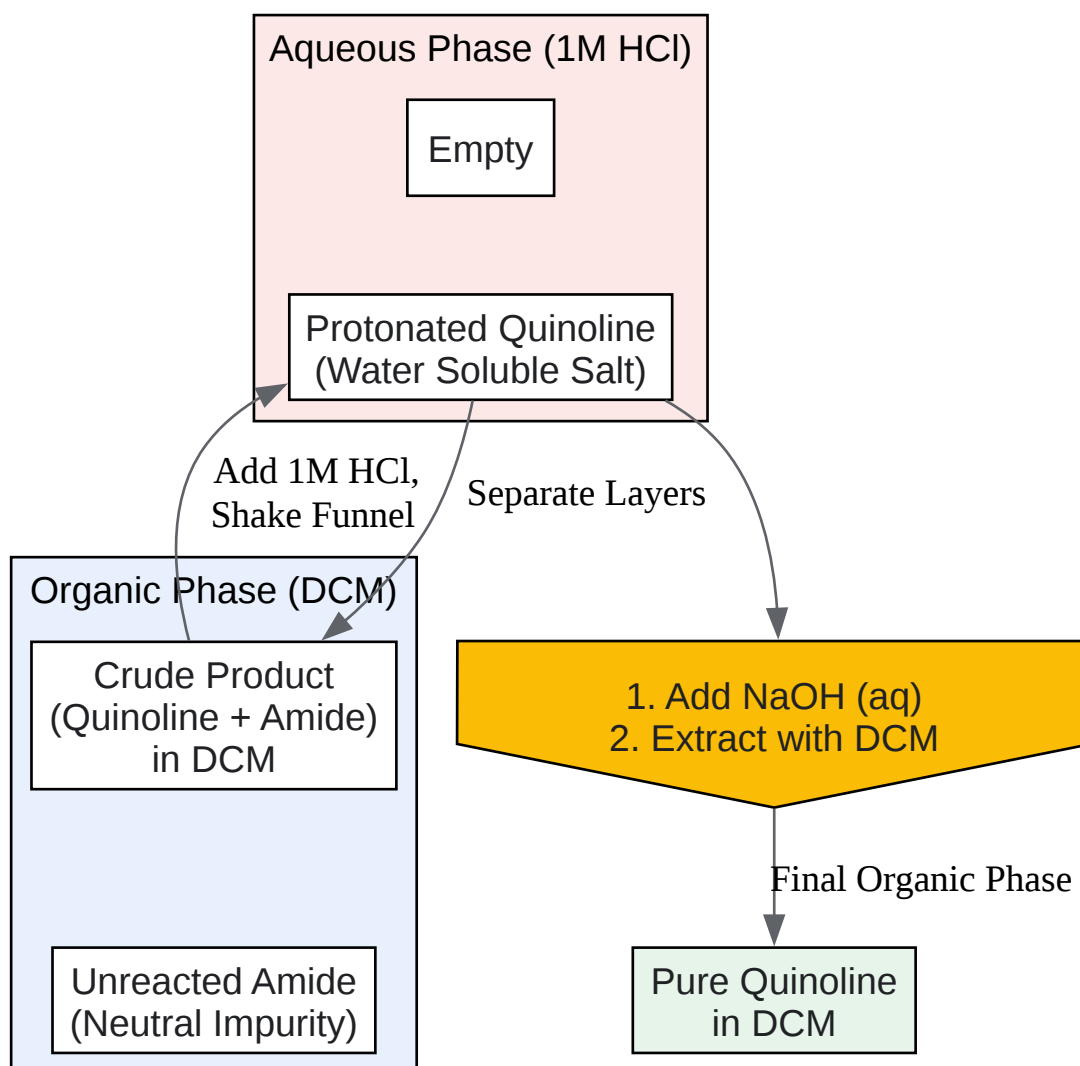 Aqueous Phase (1M HCl)
Empty
Protonated Quinoline
(Water Soluble Salt)
Add 1M HCl,
Shake Funnel
Separate Layers
Organic Phase (DCM)
Crude Product
(Quinoline + Amide)
in DCM
1. Add NaOH (aq)
2. Extract with DCM
Final Organic Phase
Unreacted Amide
(Neutral Impurity)
Pure Quinoline
in DCM